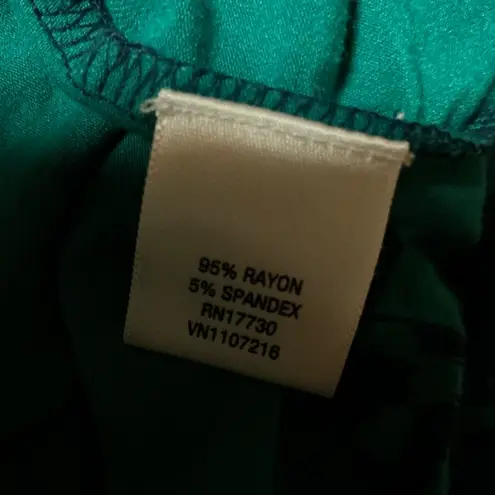 95% RAYON
5% SPANDEX
RN17730
VN1107216